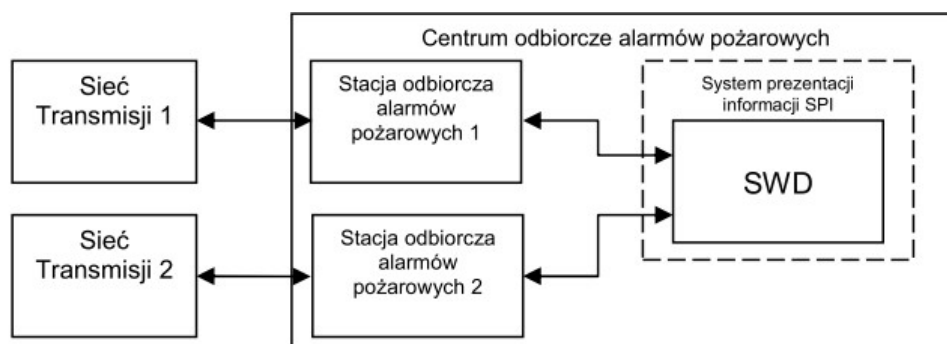 Centrum odbiorcze alarmów pożarowych
Sieć
Transmisji 1
Stacja odbiorcza
alarmów
pożarowych 1
System prezentacji
informacji SPI
SWD
Sieć
Transmisji 2
Stacja odbiorcza
alarmów
pożarowych 2